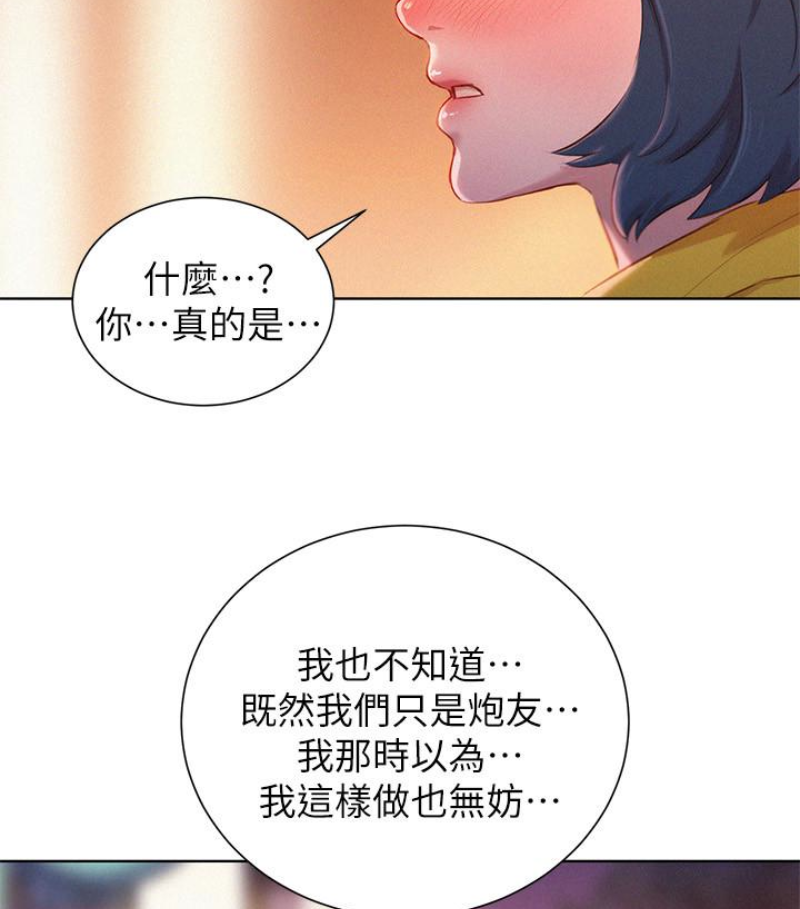 什麼⋯?
你⋯真的是⋯
我也不知道⋯
既然我們只是炮友⋯
我那時以為⋯
我這樣做也無妨⋯